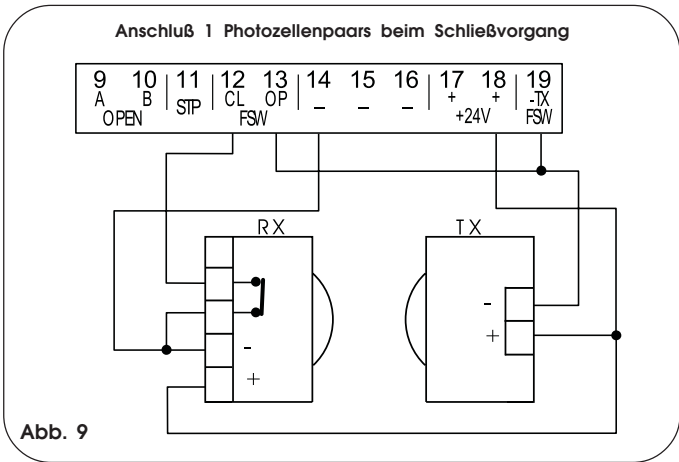 Anschluß 1 Photozellenpaars beim Schließvorgang
9 10 11 12 13 14 15 16 17 18 19
A B STP CL OP – – – + + -TX
OPEN FSW +24V FSW
RX TX
- -
+ +
Abb. 9